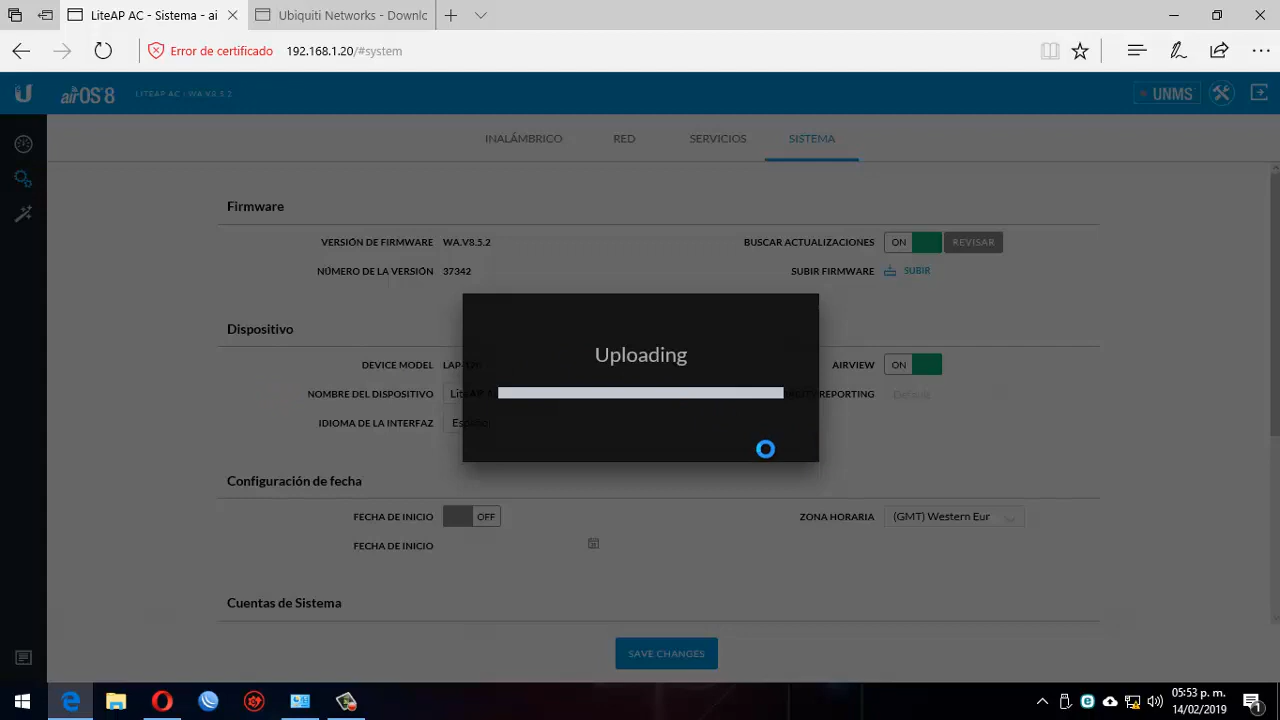 LiteAP AC - ai
Ubiquiti Networks - Downlc
Error de certificado
192.168.1.20/#system
airOS 8
LITEAP AC - WA.V8.5.2
UNMS
INALÁMBRICO RED SERVICIOS SISTEMA
Firmware
VERSIÓN DE FIRMWARE WA.V8.5.2
BUSCAR ACTUALIZACIONES ON REVISAR
NÚMERO DE LA VERSIÓN 37342
SUBIR FIRMWARE SUBIR
Uploading
Dispositivo
DEVICE MODEL
AIRVIEW ON
NOMBRE DEL DISPOSITIVO
REPORTING Default
IDIOMA DE LA INTERFAZ Español
Configuración de fecha
FECHA DE INICIO OFF
ZONA HORARIA (GMT) Western Eur
FECHA DE INICIO
Cuentas de Sistema
SAVE CHANGES
05:53 p. m.
14/02/2019
1